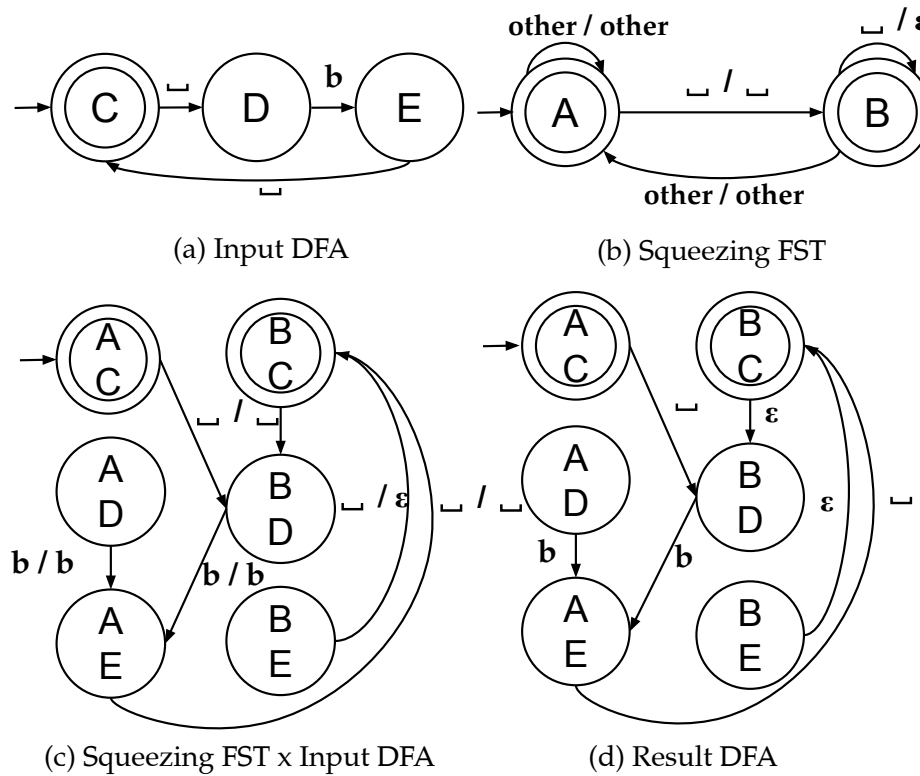 C
␣
D
b
E
␣
(a) Input DFA
other / other
␣ / ε
A
␣ / ␣
B
other / other
(b) Squeezing FST
A
C
B
C
␣ / ␣
A
D
B
D
␣ / ε
␣ / ␣
b / b
b / b
A
E
B
E
(c) Squeezing FST x Input DFA
A
C
B
C
␣
ε
A
D
B
D
ε
␣
b
b
A
E
B
E
(d) Result DFA